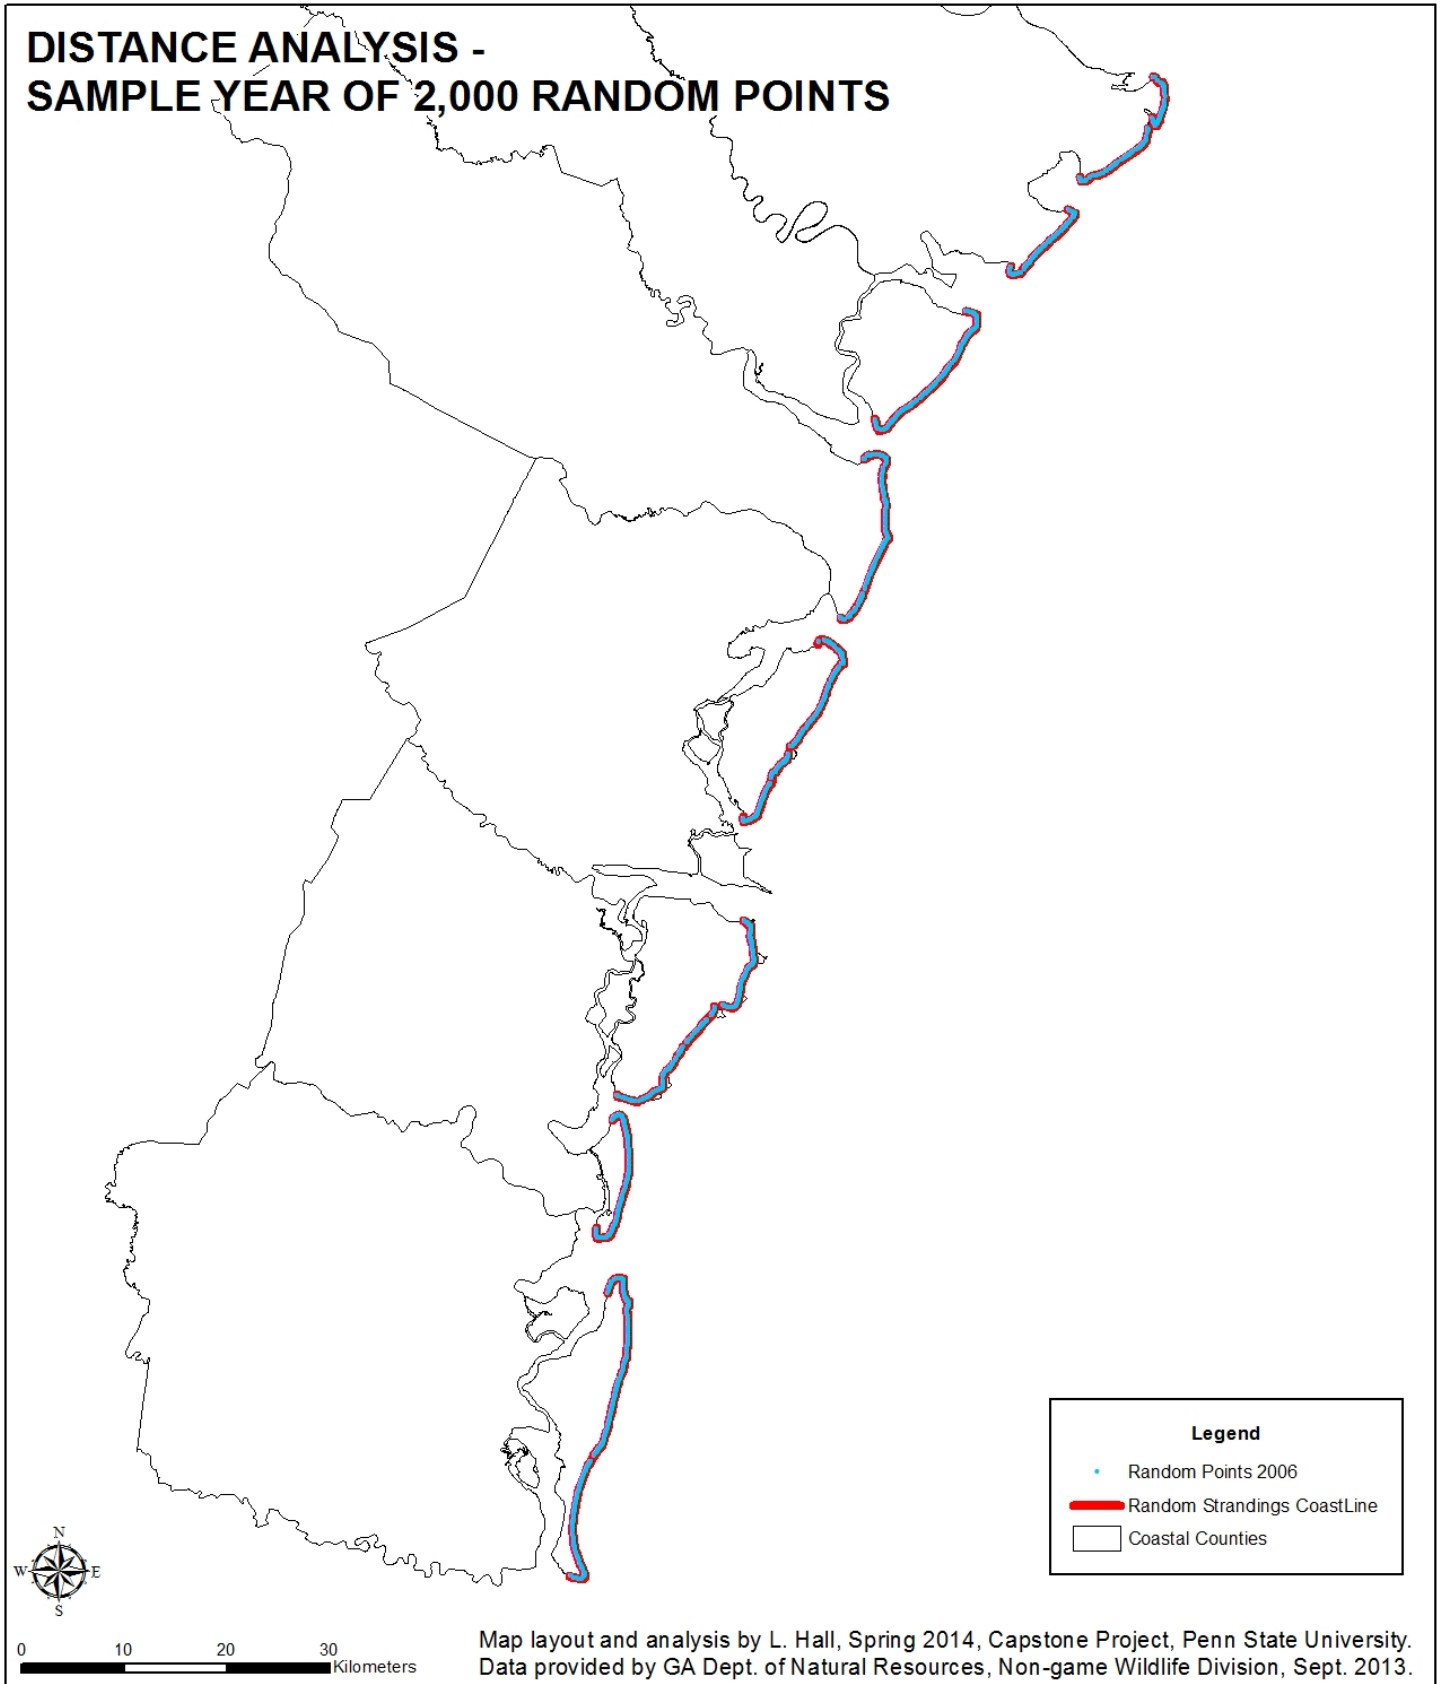 DISTANCE ANALYSIS -
SAMPLE YEAR OF 2,000 RANDOM POINTS
Legend
Random Points 2006
Random Strandings CoastLine
Coastal Counties
N
W E
S
0 10 20 30
Kilometers
Map layout and analysis by L. Hall, Spring 2014, Capstone Project, Penn State University.
Data provided by GA Dept. of Natural Resources, Non-game Wildlife Division, Sept. 2013.